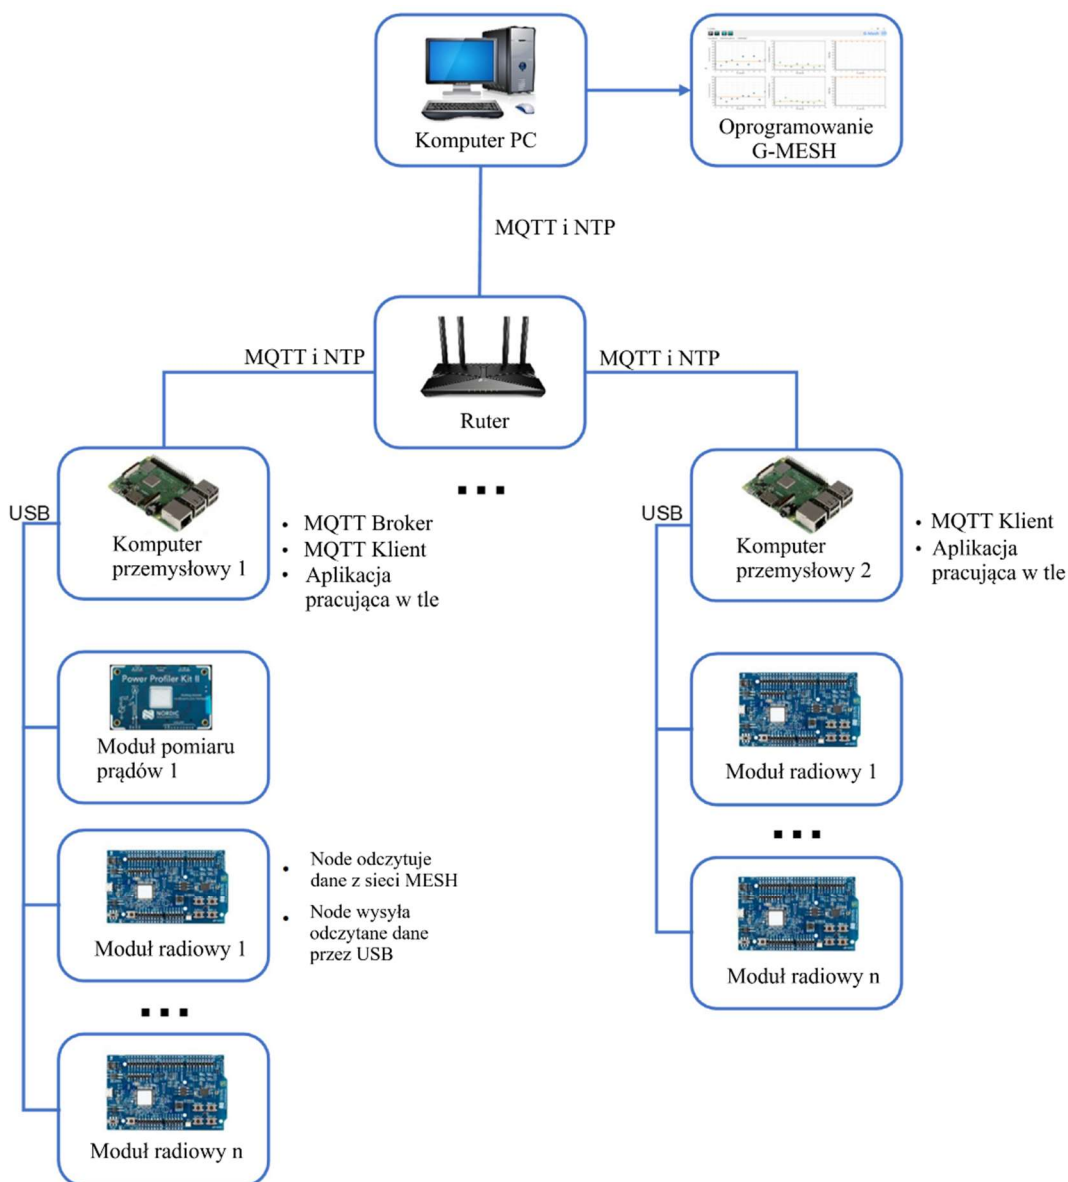 Komputer PC
Oprogramowanie
G-MESH
MQTT i NTP
MQTT i NTP
MQTT i NTP
Ruter
USB
Komputer
przemysłowy 1
• MQTT Broker
• MQTT Klient
• Aplikacja
pracująca w tle
USB
Komputer
przemysłowy 2
• MQTT Klient
• Aplikacja
pracująca w tle
Power Profiler Kit II
NORDIC
Moduł pomiaru
prądów 1
Moduł radiowy 1
• Node odczytuje
dane z sieci MESH
• Node wysyła
odczytane dane
przez USB
Moduł radiowy n
Moduł radiowy 1
Moduł radiowy n